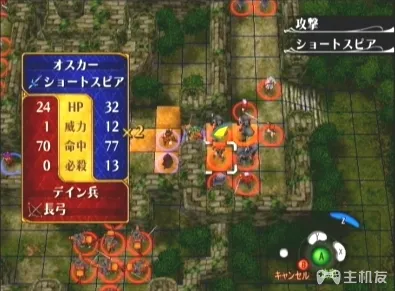 攻撃
ショートスピア
オスカー
ショートスピア
24 HP 32
1 威力 12 ×2
70 命中 77
0 必殺 13
デイン兵
長弓
L
Y
X
A
B
キャンセル
主机友